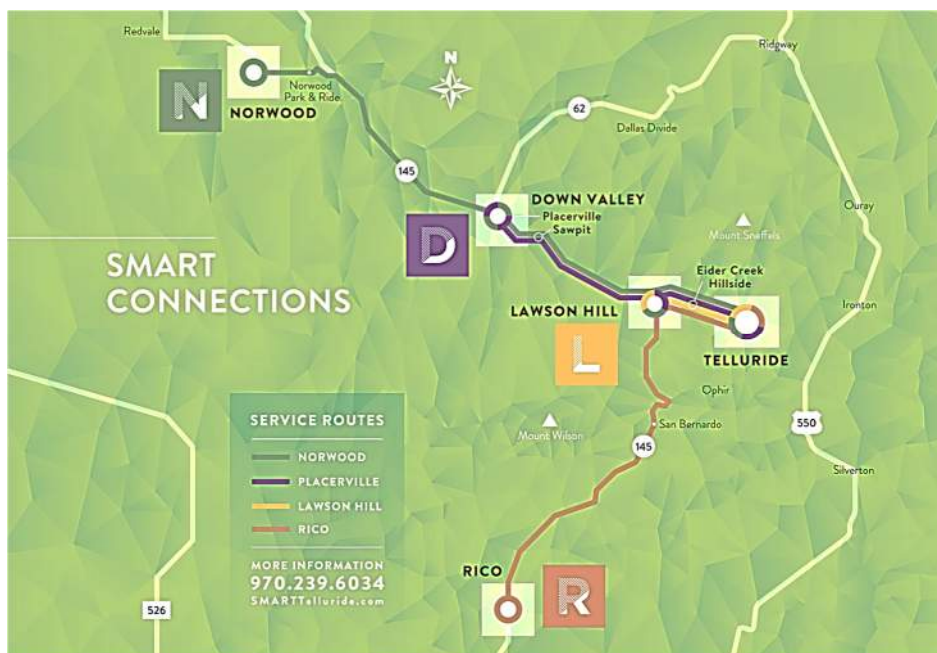 Redvale
N
Norwood
Park & Ride
NORWOOD
N
Ridgway
62
Dallas Divide
145
DOWN VALLEY
Placerville
Sawpit
D
Ouray
Mount Sneffels
SMART
CONNECTIONS
Eider Creek
Hillside
LAWSON HILL
Ironton
TELLURIDE
L
Ophir
SERVICE ROUTES
NORWOOD
PLACERVILLE
LAWSON HILL
RICO
MORE INFORMATION
970.239.6034
SMARTTelluride.com
Mount Wilson
San Bernardo
145
550
Silverton
RICO
R
526